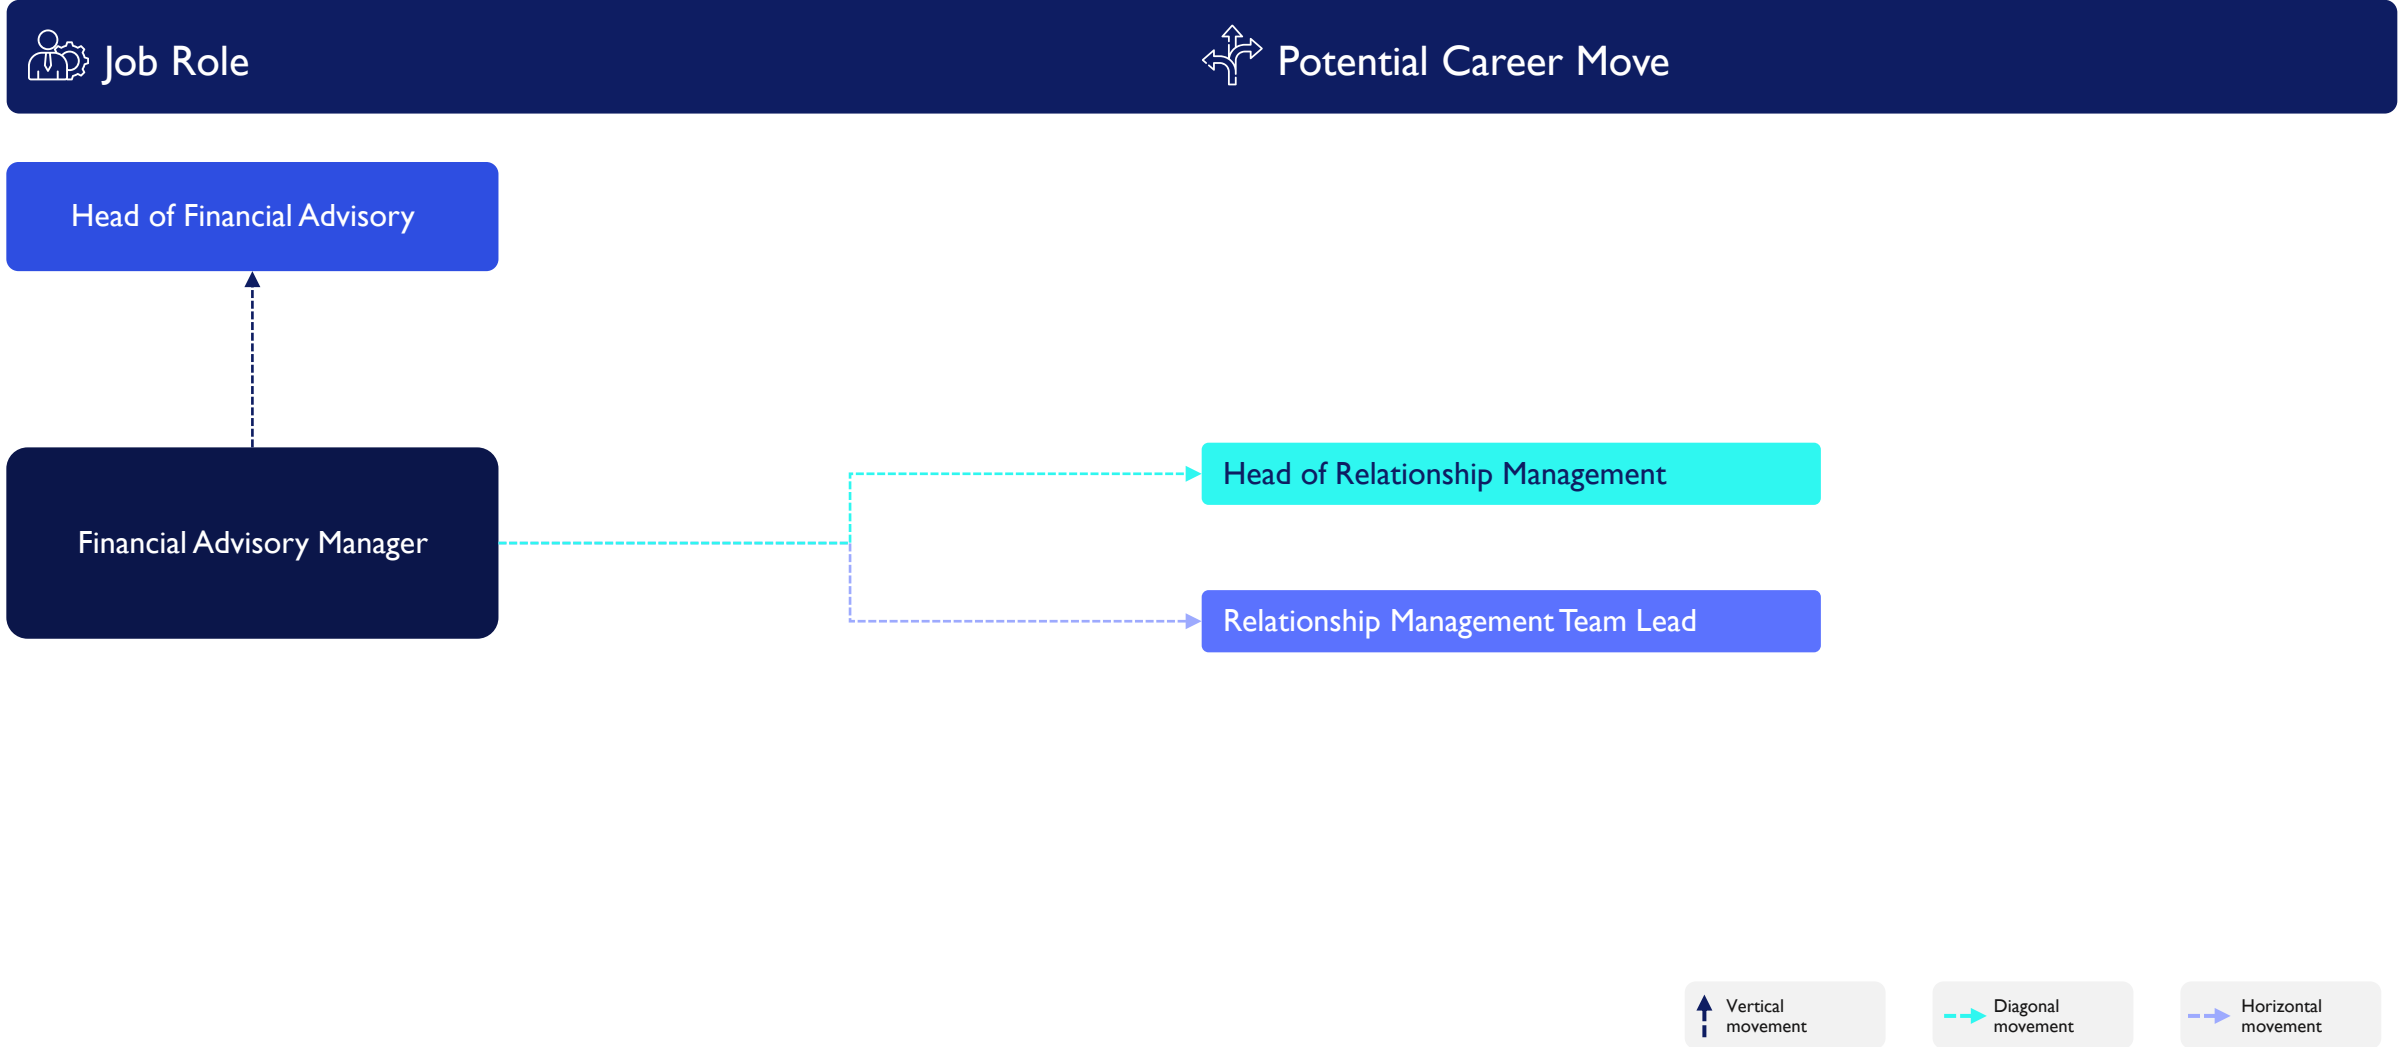 Job Role
Potential Career Move
Head of Financial Advisory
Financial Advisory Manager
Head of Relationship Management
Relationship Management Team Lead
Vertical
movement
Diagonal
movement
Horizontal
movement